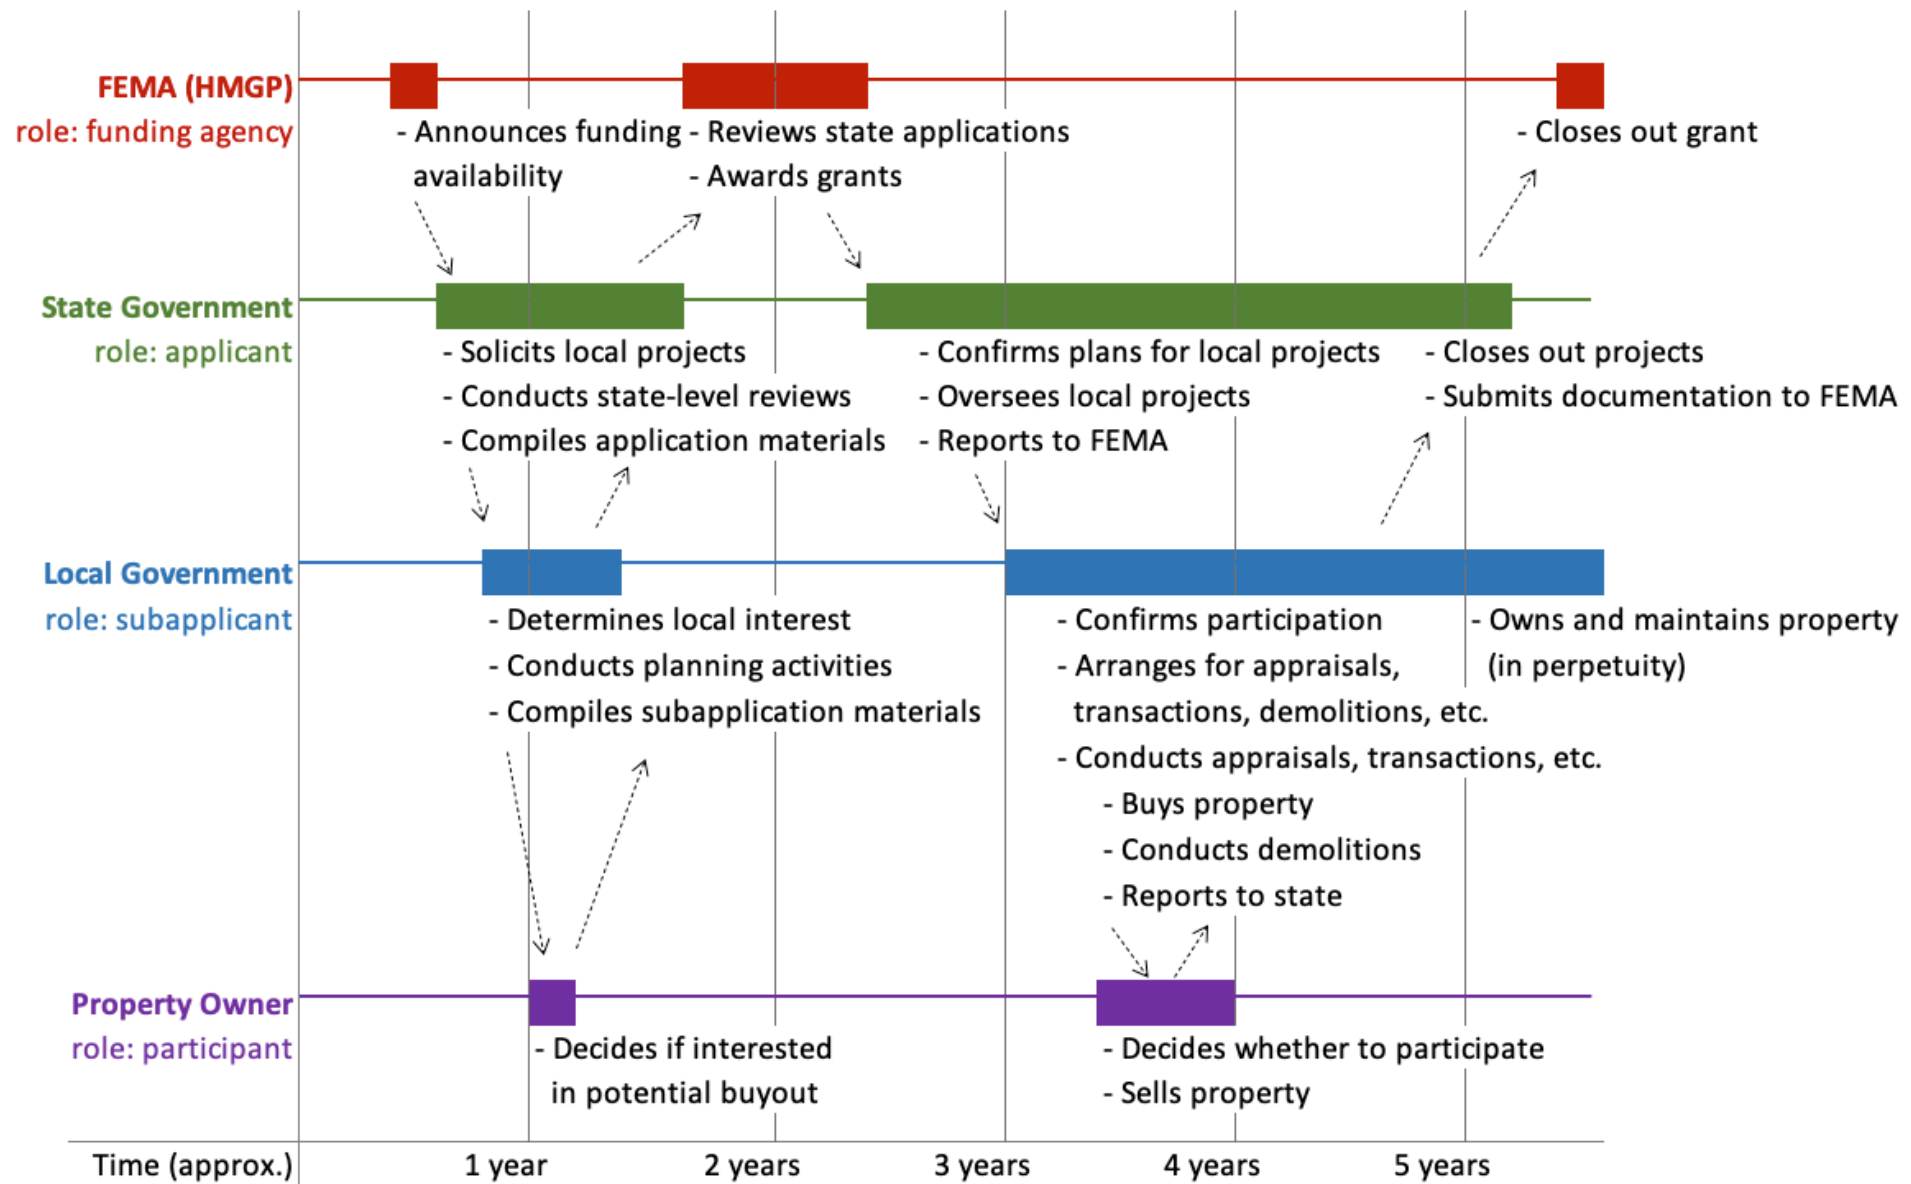 FEMA (HMGP)
role: funding agency
- Announces funding
availability
- Reviews state applications
- Awards grants
- Closes out grant
State Government
role: applicant
- Solicits local projects
- Conducts state-level reviews
- Compiles application materials
- Confirms plans for local projects
- Oversees local projects
- Reports to FEMA
- Closes out projects
- Submits documentation to FEMA
Local Government
role: subapplicant
- Determines local interest
- Conducts planning activities
- Compiles subapplication materials
- Confirms participation
- Arranges for appraisals,
transactions, demolitions, etc.
- Conducts appraisals, transactions, etc.
- Buys property
- Conducts demolitions
- Reports to state
- Owns and maintains property
(in perpetuity)
Property Owner
role: participant
- Decides if interested
in potential buyout
- Decides whether to participate
- Sells property
Time (approx.)
1 year
2 years
3 years
4 years
5 years